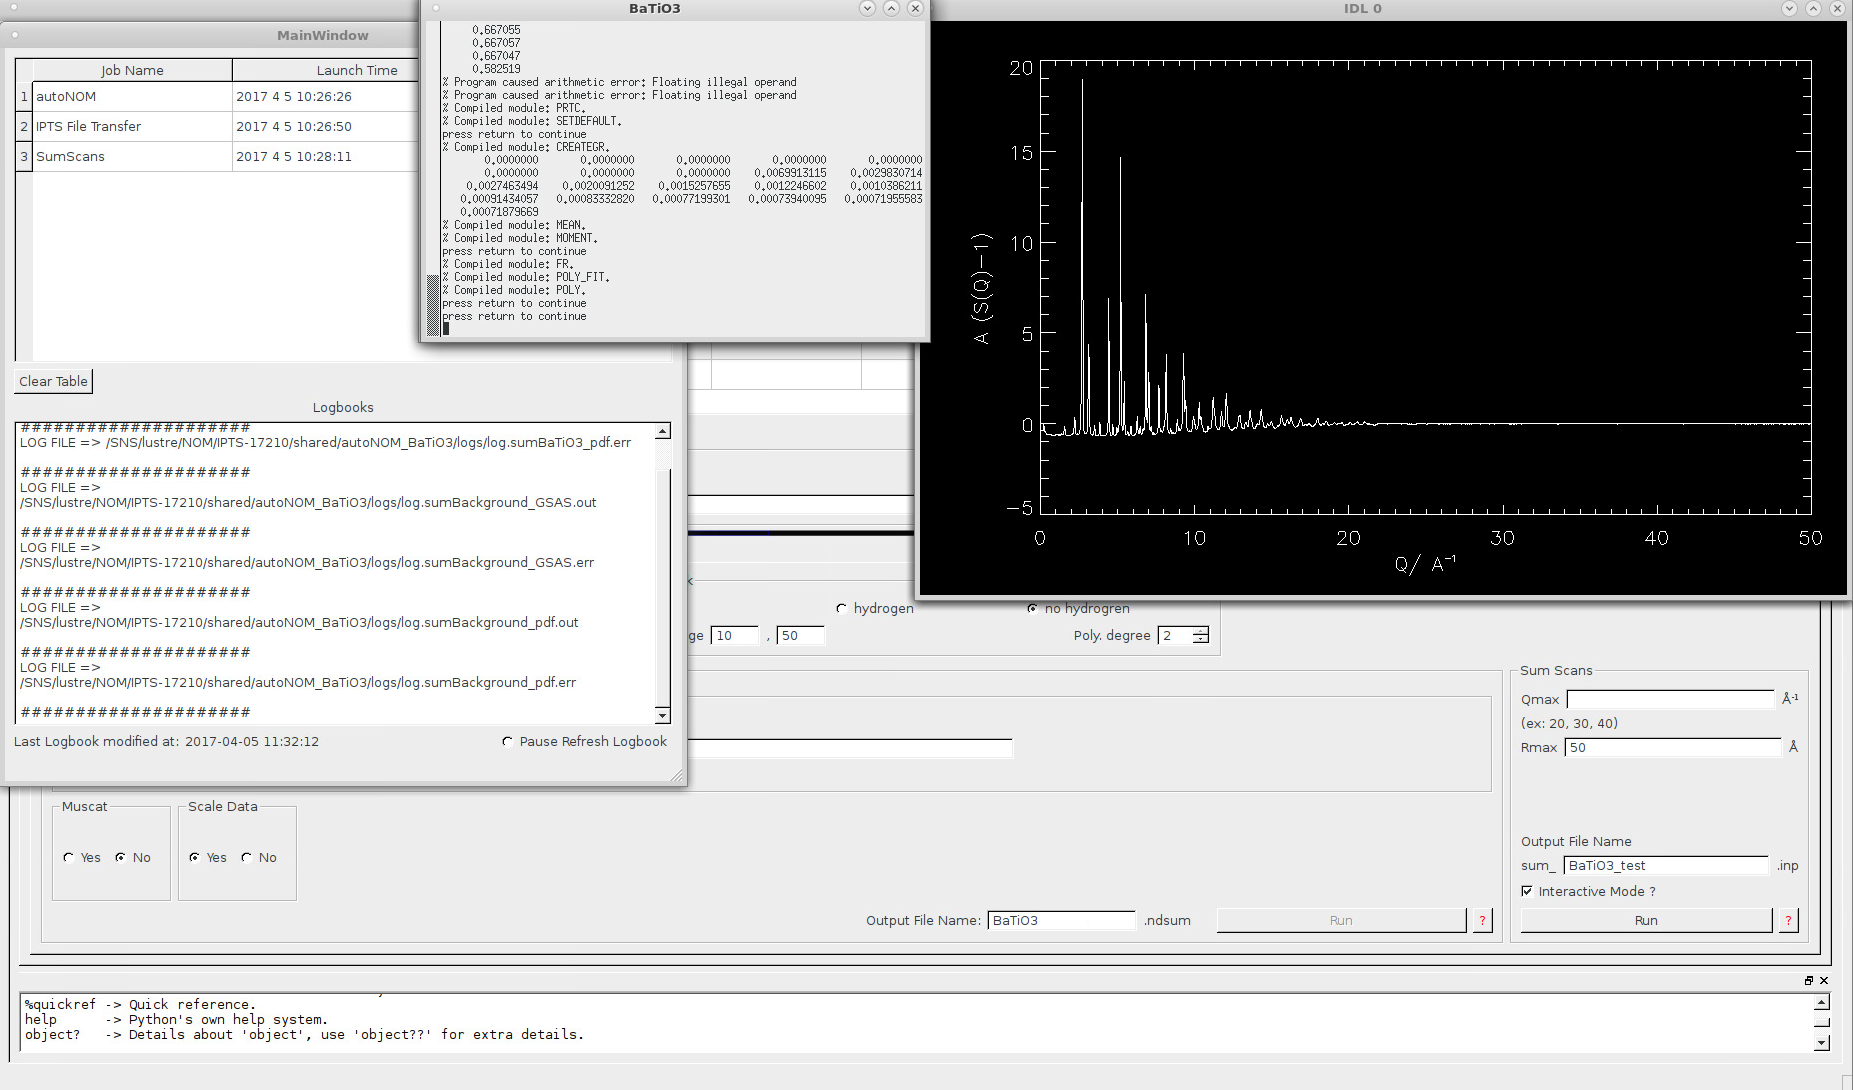 MainWindow
Job Name Launch Time
1 autoNOM 2017 4 5 10:26:26
2 IPTS File Transfer 2017 4 5 10:26:50
3 SumScans 2017 4 5 10:28:11
Clear Table
Logbooks
#####################
LOG FILE => /SNS/lustre/NOM/IPTS-17210/shared/autoNOM_BaTiO3/logs/log.sumBaTiO3_pdf.err
#####################
LOG FILE =>
/SNS/lustre/NOM/IPTS-17210/shared/autoNOM_BaTiO3/logs/log.sumBackground_GSAS.out
#####################
LOG FILE =>
/SNS/lustre/NOM/IPTS-17210/shared/autoNOM_BaTiO3/logs/log.sumBackground_GSAS.err
#####################
LOG FILE =>
/SNS/lustre/NOM/IPTS-17210/shared/autoNOM_BaTiO3/logs/log.sumBackground_pdf.out
#####################
LOG FILE =>
/SNS/lustre/NOM/IPTS-17210/shared/autoNOM_BaTiO3/logs/log.sumBackground_pdf.err
#####################
Last Logbook modified at: 2017-04-05 11:32:12
Pause Refresh Logbook
BaTiO3
0.667055
0.667057
0.667047
0.582519
% Program caused arithmetic error: Floating illegal operand
% Program caused arithmetic error: Floating illegal operand
% Compiled module: PRTC.
% Compiled module: SETDEFAULT.
press return to continue
% Compiled module: CREATEGR.
0.0000000 0.0000000 0.0000000 0.0000000 0.0000000
0.0000000 0.0000000 0.0000000 0.0069913115 0.0029830714
0.0027463494 0.0020091252 0.0015257655 0.0012246602 0.0010386211
0.00091434057 0.00083332820 0.00077199301 0.00073940095 0.00071955583
0.00071879669
% Compiled module: MEAN.
% Compiled module: MOMENT.
press return to continue
% Compiled module: FR.
% Compiled module: POLY_FIT.
% Compiled module: POLY.
press return to continue
press return to continue
IDL 0
20
15
10
5
0
−5
A (S(Q)−1)
0 10 20 30 40 50
Q/ A⁻¹
hydrogen
no hydrogren
ge 10 , 50
Poly. degree 2
Sum Scans
Qmax Å⁻¹
(ex: 20, 30, 40)
Rmax 50 Å
Output File Name
sum_ BaTiO3_test .inp
Interactive Mode ?
Run ?
Muscat
Yes No
Scale Data
Yes No
Output File Name: BaTiO3 .ndsum
Run ?
%quickref -> Quick reference.
help -> Python's own help system.
object? -> Details about 'object', use 'object??' for extra details.